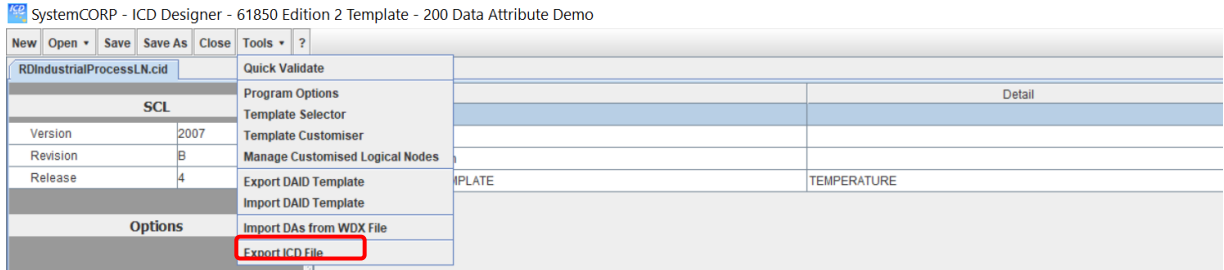 SystemCORP - ICD Designer - 61850 Edition 2 Template - 200 Data Attribute Demo
New Open Save Save As Close Tools ?
RDIndustrialProcessLN.cid
Quick Validate
Program Options
Detail
SCL
Template Selector
Version 2007
Template Customiser
Revision B
Manage Customised Logical Nodes
Release 4
Export DAID Template
MPLATE TEMPERATURE
Import DAID Template
Options
Import DAs from WDX File
Export ICD File